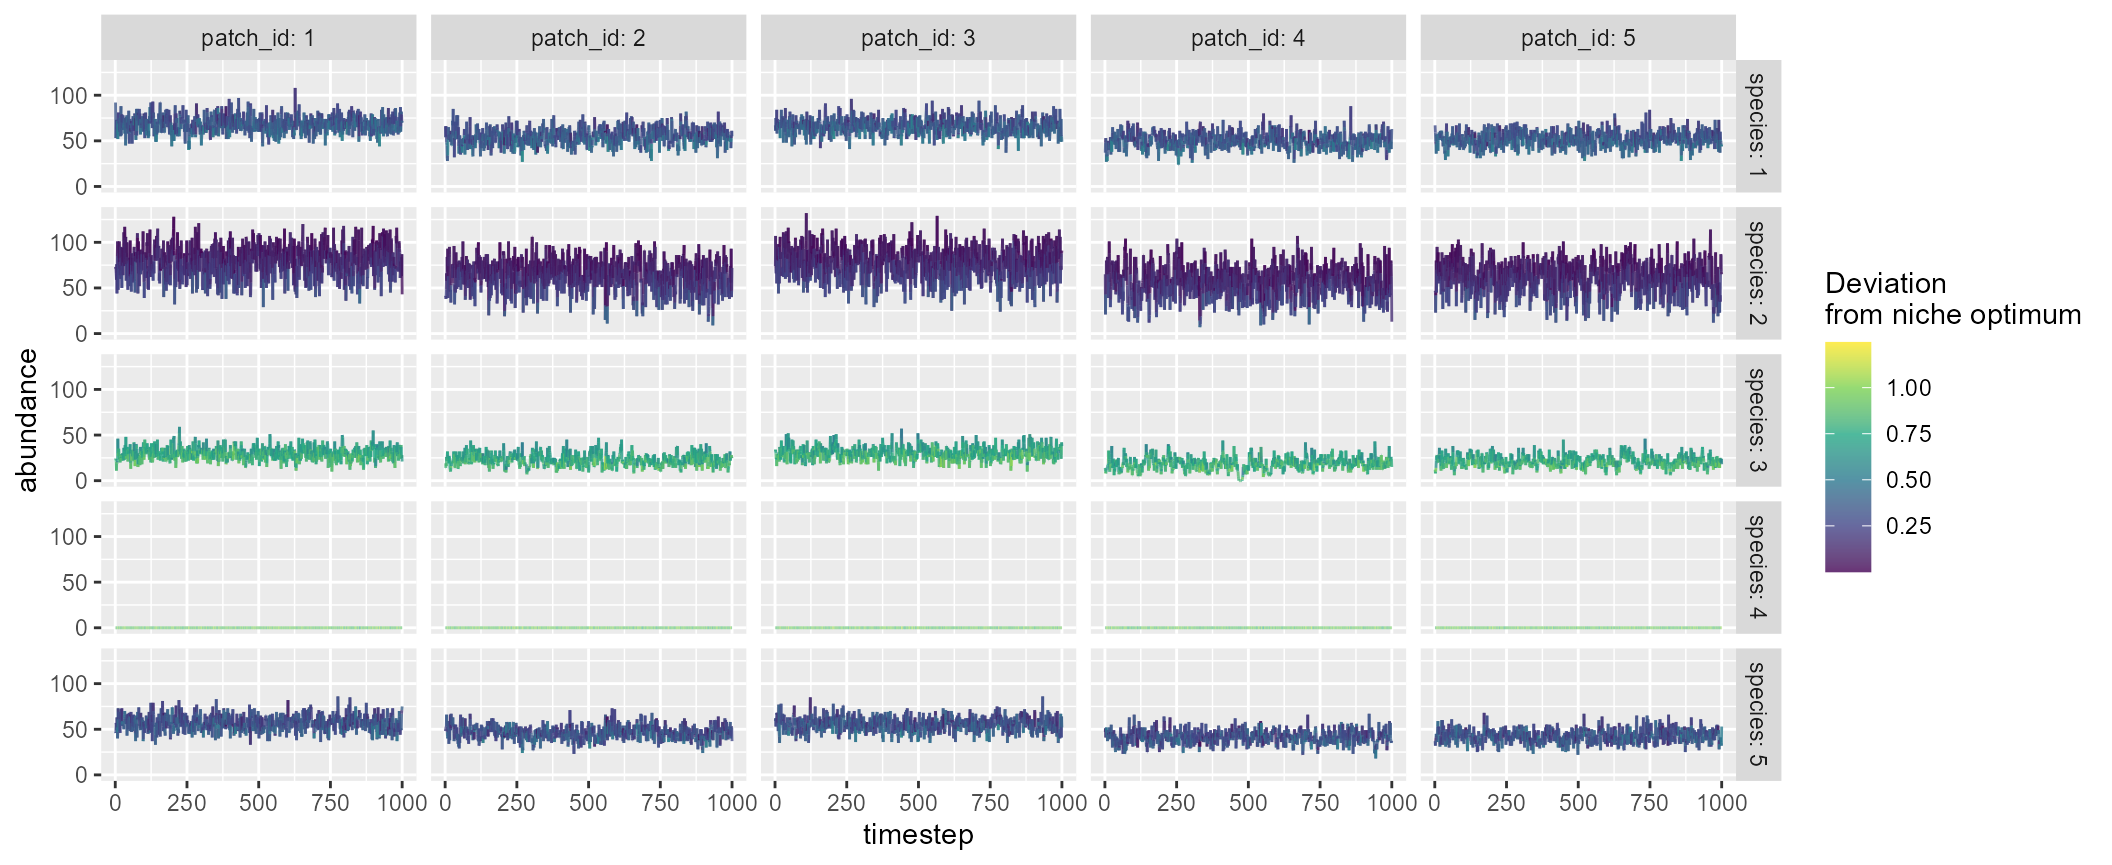 patch_id: 1 patch_id: 2 patch_id: 3 patch_id: 4 patch_id: 5
100
50
0
species: 1
100
50
0
species: 2
100
50
0
species: 3
100
50
0
species: 4
100
50
0
species: 5
0 250 500 750 1000 0 250 500 750 1000 0 250 500 750 1000 0 250 500 750 1000 0 250 500 750 1000
timestep
abundance
Deviation
from niche optimum
1.00
0.75
0.50
0.25